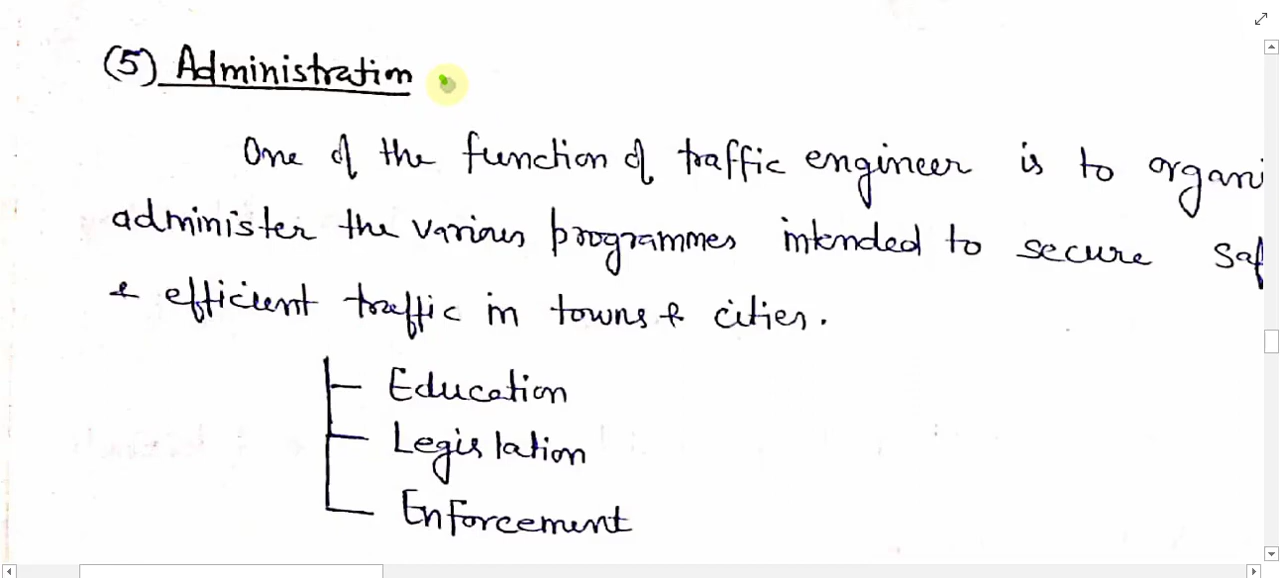 (5) Administration
One of the function of traffic engineer is to organi
administer the various programmes intended to secure saf
& efficient traffic in towns & cities.
Education
Legislation
Enforcement